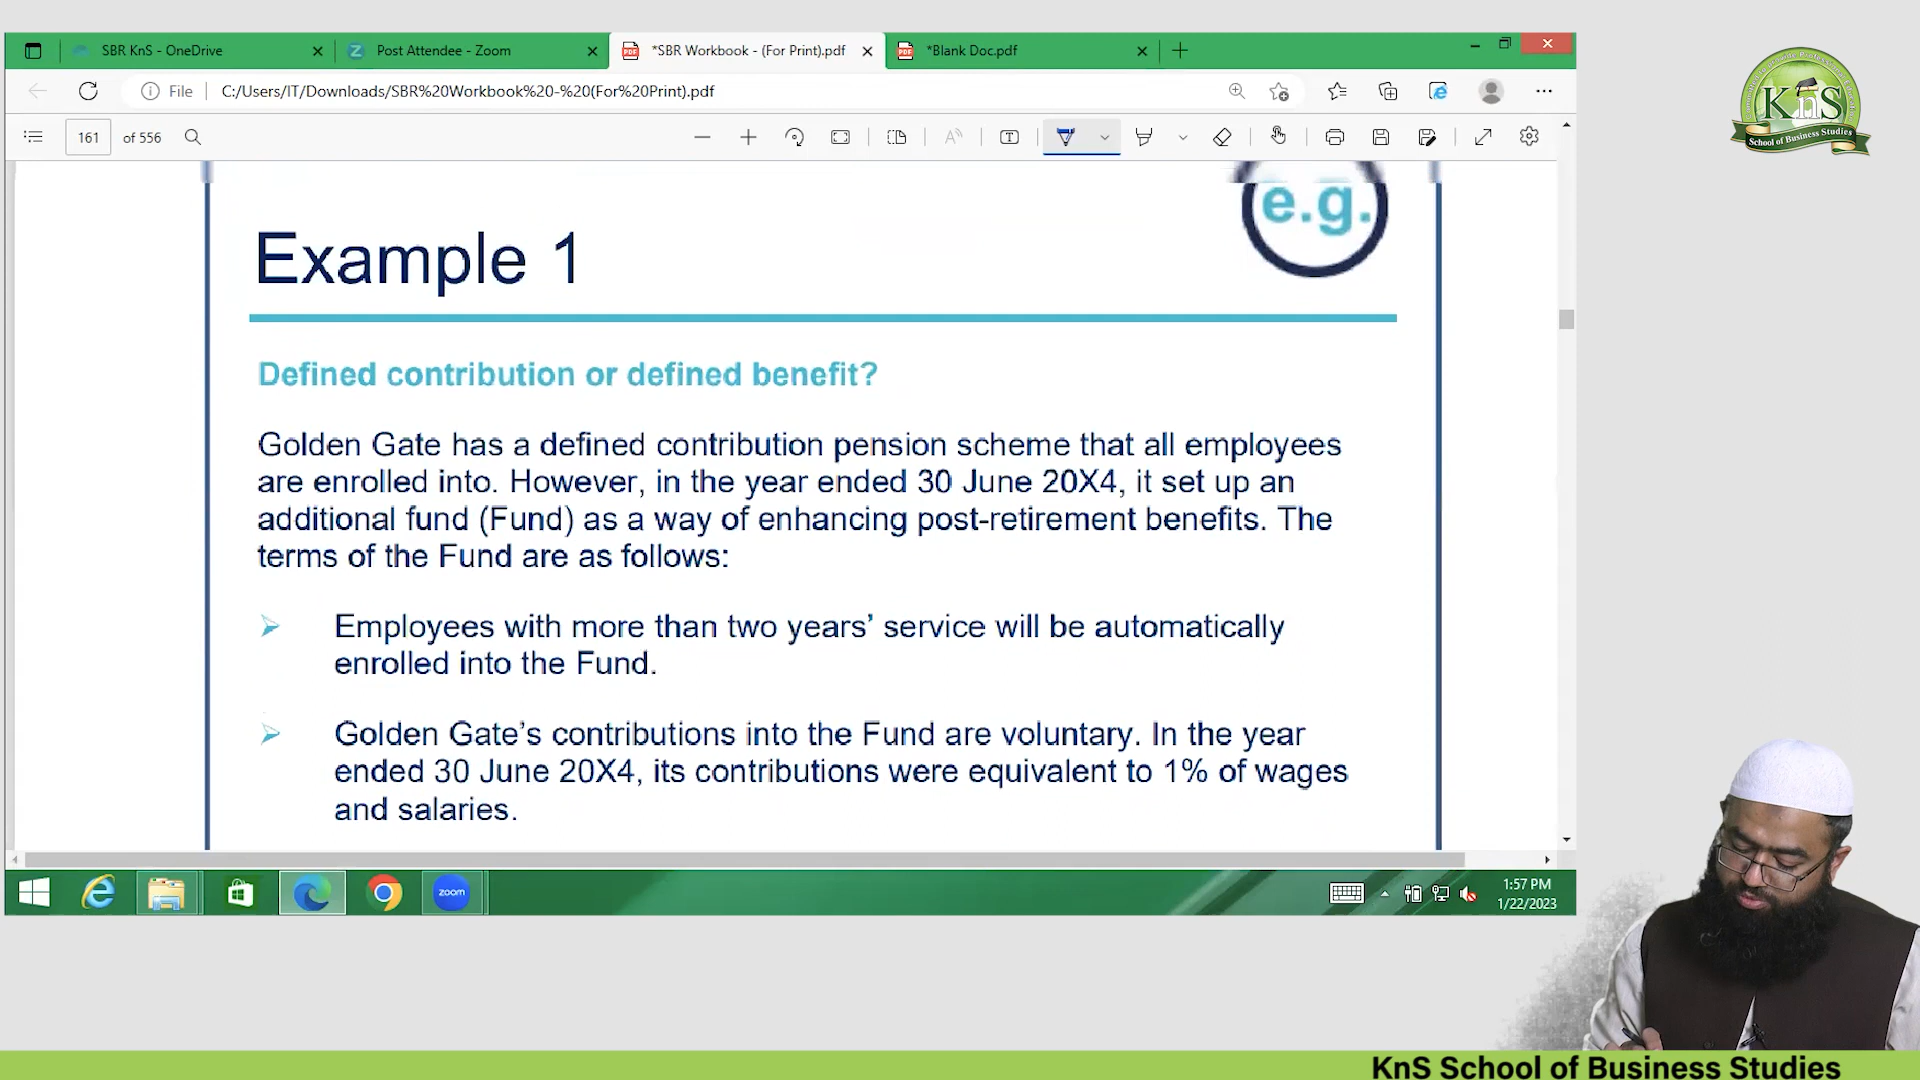 SBR KnS - OneDrive
Post Attendee - Zoom
*SBR Workbook - (For Print).pdf
*Blank Doc.pdf
File
C:/Users/IT/Downloads/SBR%20Workbook%20-%20(For%20Print).pdf
161 of 556
e.g.
Example 1
Defined contribution or defined benefit?
Golden Gate has a defined contribution pension scheme that all employees
are enrolled into. However, in the year ended 30 June 20X4, it set up an
additional fund (Fund) as a way of enhancing post-retirement benefits. The
terms of the Fund are as follows:
Employees with more than two years’ service will be automatically
enrolled into the Fund.
Golden Gate’s contributions into the Fund are voluntary. In the year
ended 30 June 20X4, its contributions were equivalent to 1% of wages
and salaries.
zoom
1:57 PM
1/22/2023
KnS
School of Business Studies
KnS School of Business Studies